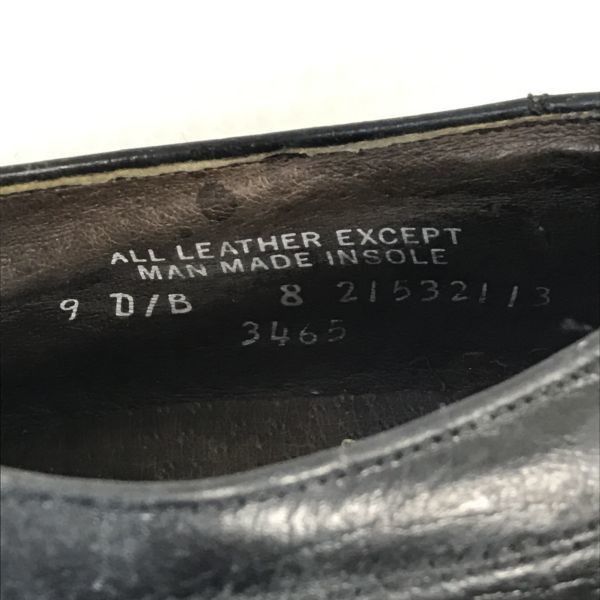 ALL LEATHER EXCEPT
MAN MADE INSOLE
9 D/B 8 215321/3
3465